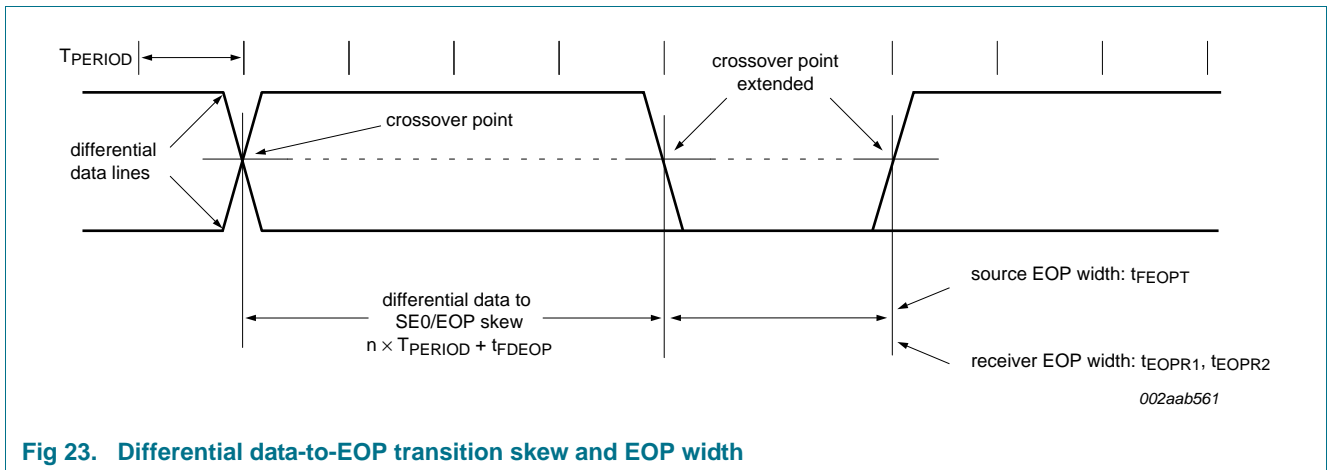 TPERIOD
crossover point
extended
crossover point
differential
data lines
differential data to
SE0/EOP skew
n × TPERIOD + tFDEOP
source EOP width: tFEOPT
receiver EOP width: tEOPR1, tEOPR2
002aab561
Fig 23. Differential data-to-EOP transition skew and EOP width